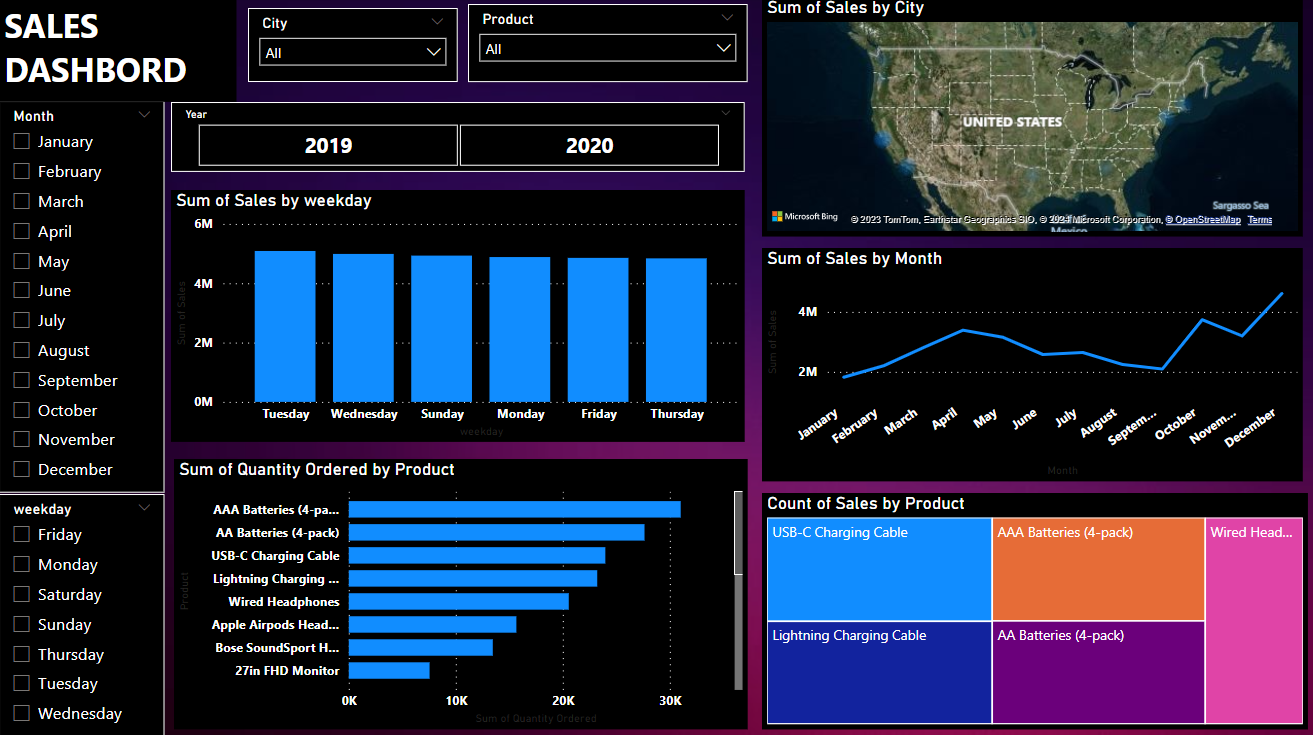 SALES
DASHBORD
City
All
Product
All
Month
January
February
March
April
May
June
July
August
September
October
November
December
weekday
Friday
Monday
Saturday
Sunday
Thursday
Tuesday
Wednesday
Year
2019
2020
Sum of Sales by weekday
Sum of Sales
6M
4M
2M
0M
Tuesday
Wednesday
Sunday
Monday
Friday
Thursday
weekday
Sum of Quantity Ordered by Product
Product
AAA Batteries (4-pa...
AA Batteries (4-pack)
USB-C Charging Cable
Lightning Charging ...
Wired Headphones
Apple Airpods Head...
Bose SoundSport H...
27in FHD Monitor
0K
10K
20K
30K
Sum of Quantity Ordered
Sum of Sales by City
UNITED STATES
Sargasso Sea
Microsoft Bing
© 2023 TomTom, Earthstar Geographics SIO, © 2024 Microsoft Corporation, © OpenStreetMap Terms
Mexico
Sum of Sales by Month
Sum of Sales
4M
2M
January
February
March
April
May
June
July
August
Septem...
October
Novem...
December
Month
Count of Sales by Product
USB-C Charging Cable
AAA Batteries (4-pack)
Wired Head...
Lightning Charging Cable
AA Batteries (4-pack)